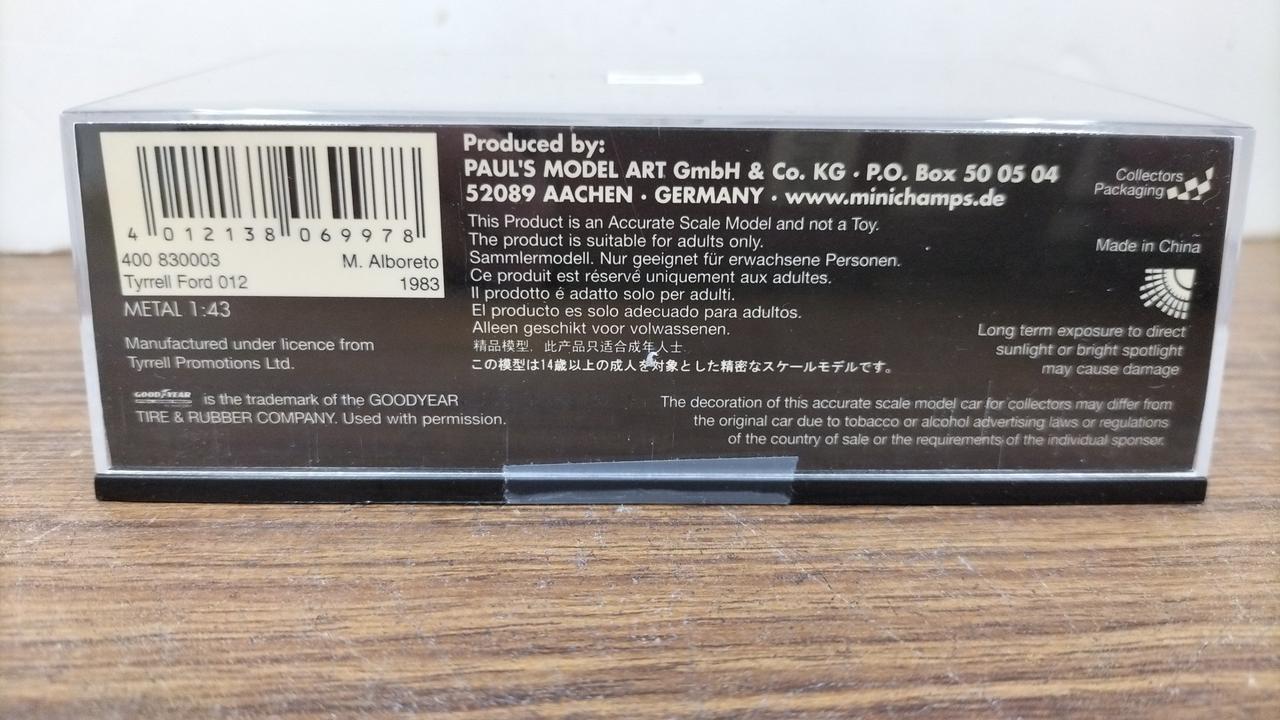 4 012138 069978
400 830003 M. Alboreto
Tyrrell Ford 012 1983
METAL 1:43
Manufactured under licence from
Tyrrell Promotions Ltd.
GOODYEAR is the trademark of the GOODYEAR
TIRE & RUBBER COMPANY. Used with permission.
Produced by:
PAUL'S MODEL ART GmbH & Co. KG · P.O. Box 50 05 04
52089 AACHEN · GERMANY · www.minichamps.de
This Product is an Accurate Scale Model and not a Toy.
The product is suitable for adults only.
Sammlermodell. Nur geeignet für erwachsene Personen.
Ce produit est réservé uniquement aux adultes.
Il prodotto é adatto solo per adulti.
El producto es solo adecuado para adultos.
Alleen geschikt voor volwassenen.
精品模型．此产品只适合成年人士．
この模型は14歳以上の成人を対象とした精密なスケールモデルです。
Collectors
Packaging
Made in China
Long term exposure to direct
sunlight or bright spotlight
may cause damage
The decoration of this accurate scale model car for collectors may differ from
the original car due to tobacco or alcohol advertising laws or regulations
of the country of sale or the requirements of the individual sponsor.